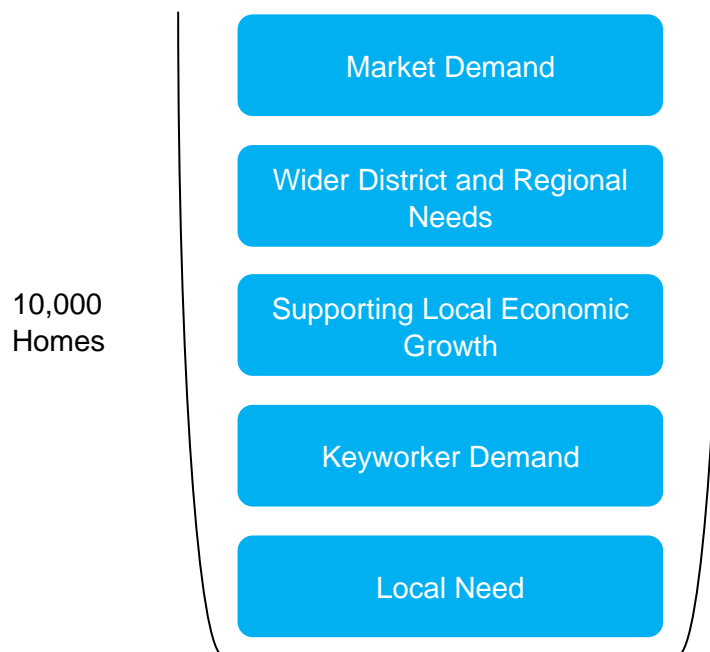 Market Demand
Wider District and Regional
Needs
Supporting Local Economic
Growth
10,000
Homes
Keyworker Demand
Local Need